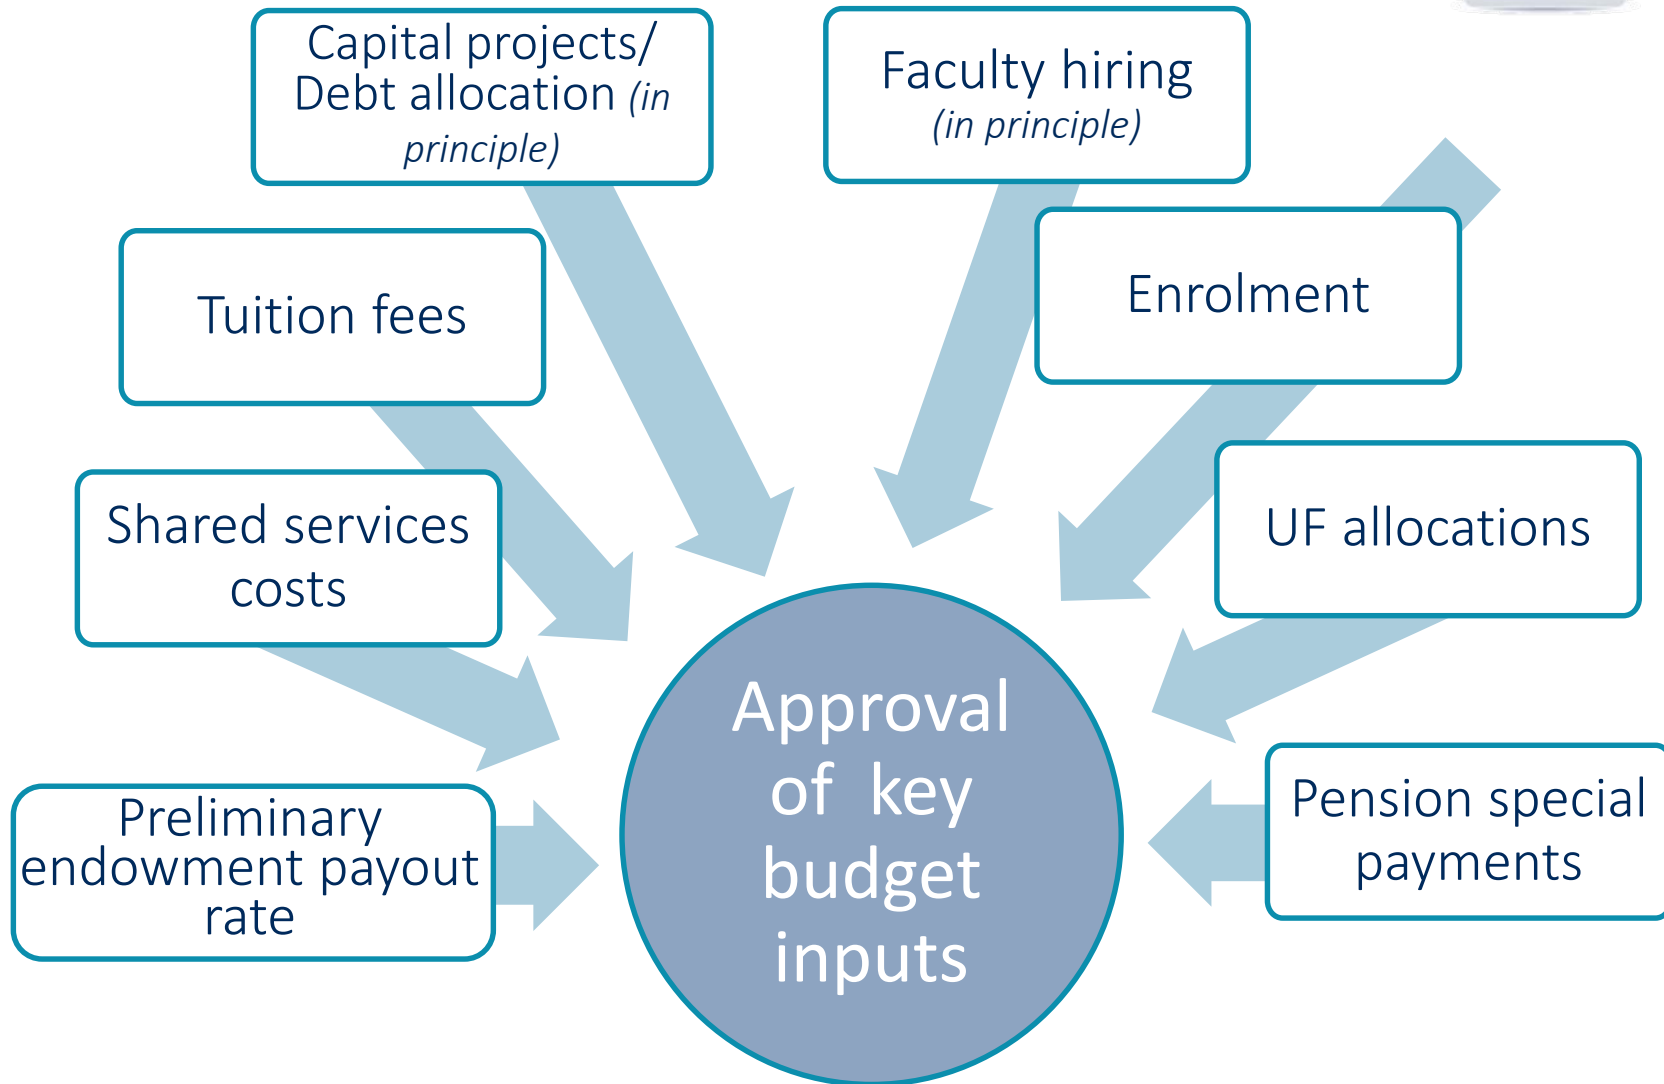 Capital projects/
Debt allocation (in
principle)
Faculty hiring
(in principle)
Tuition fees
Enrolment
Shared services
costs
UF allocations
Preliminary
endowment payout
rate
Approval
of key
budget
inputs
Pension special
payments